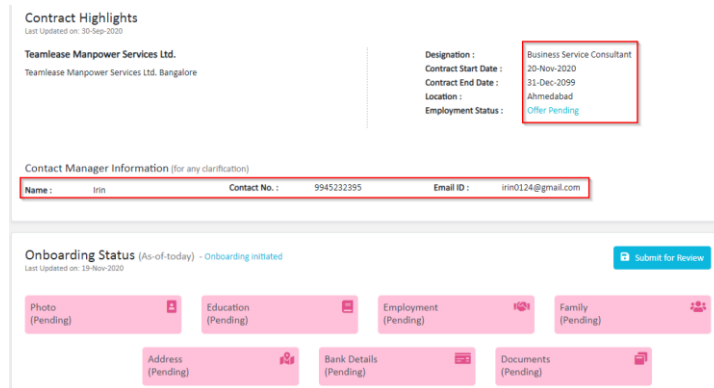 Contract Highlights
Last Updated on: 30-Sep-2020
Teamlease Manpower Services Ltd.
Teamlease Manpower Services Ltd. Bangalore
Designation : Business Service Consultant
Contract Start Date : 20-Nov-2020
Contract End Date : 31-Dec-2099
Location : Ahmedabad
Employment Status : Offer Pending
Contact Manager Information (for any clarification)
Name : Irin Contact No. : 9945232395 Email ID : irin0124@gmail.com
Onboarding Status (As-of-today) - Onboarding initiated
Last Updated on: 19-Nov-2020
Submit for Review
Photo
(Pending)
Education
(Pending)
Employment
(Pending)
Family
(Pending)
Address
(Pending)
Bank Details
(Pending)
Documents
(Pending)